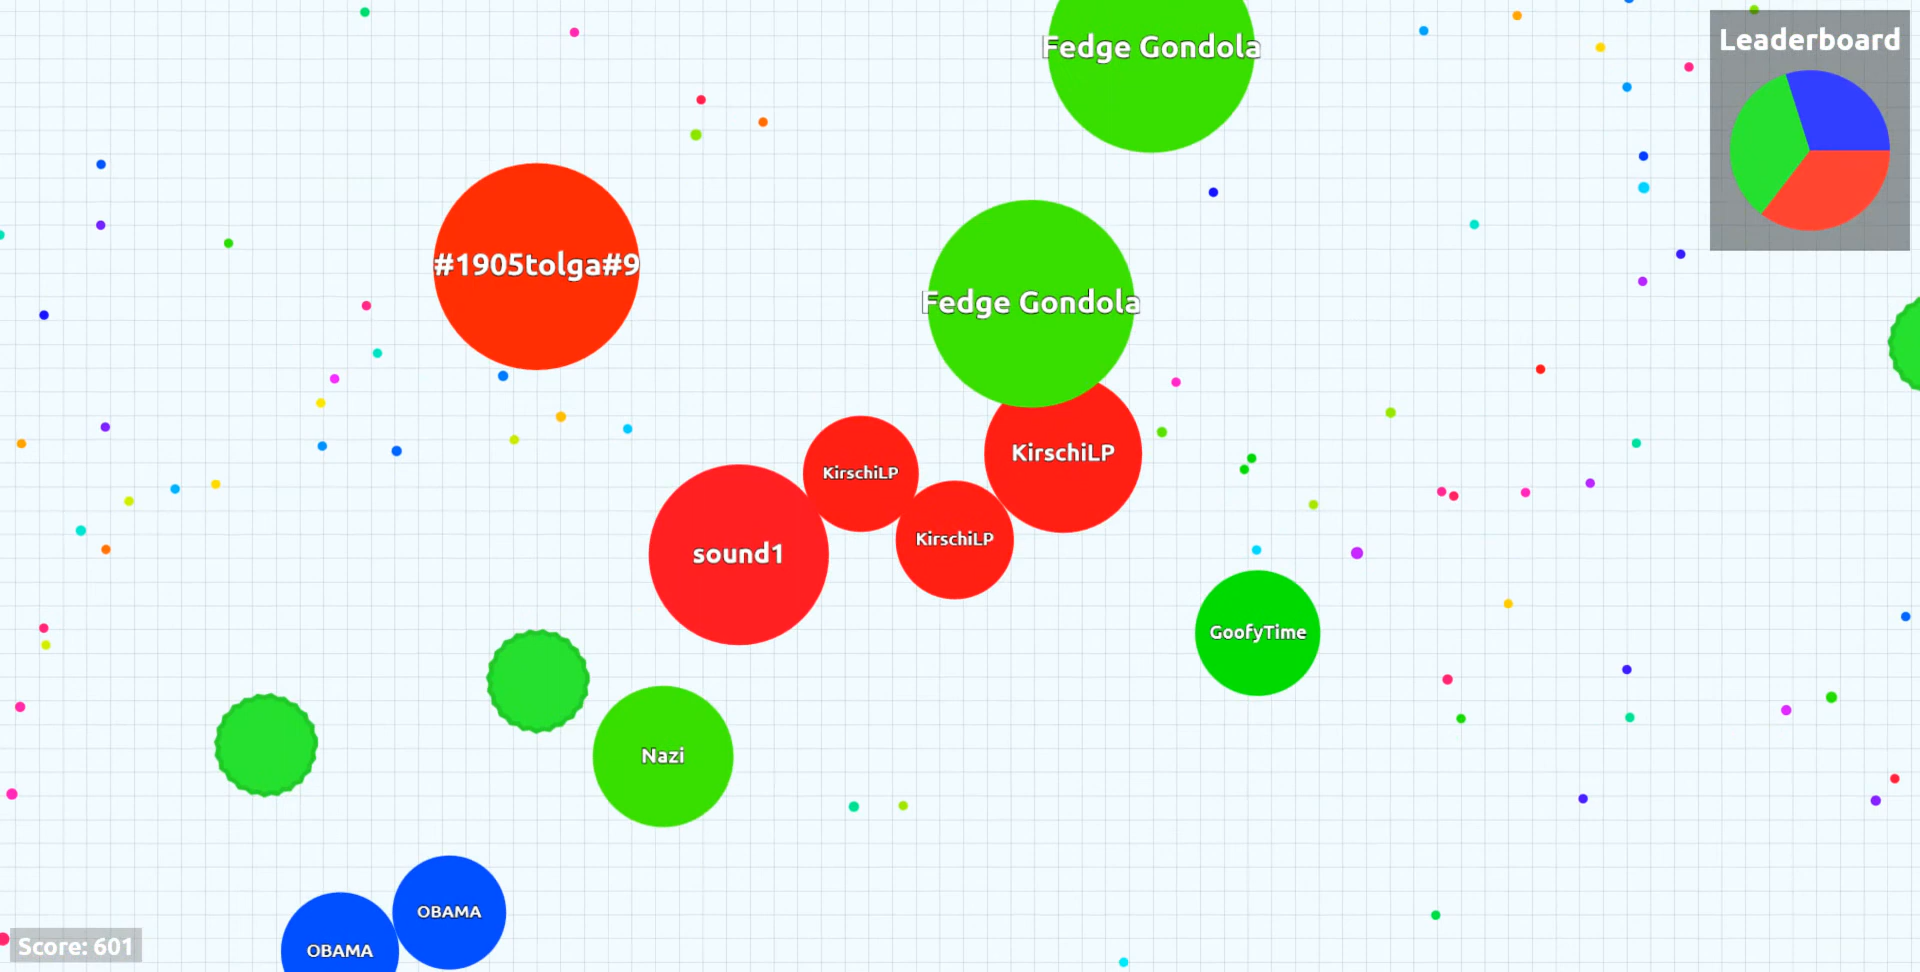 Fedge Gondola
Leaderboard
#1905tolga#9
Fedge Gondola
KirschiLP
KirschiLP
KirschiLP
sound1
GoofyTime
Nazi
OBAMA
OBAMA
Score: 601